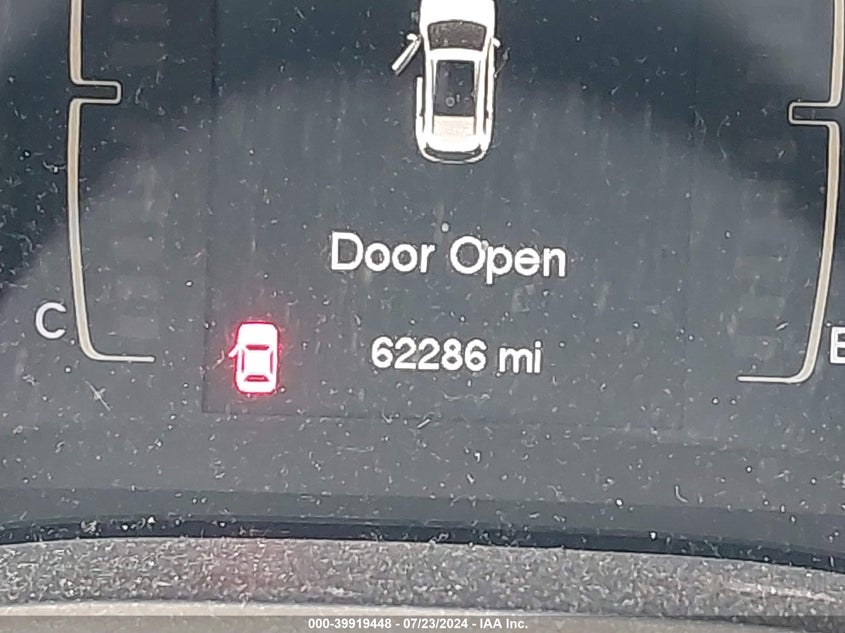 Door Open
C
62286 mi
E
000-39919448 - 07/23/2024 - IAA Inc.